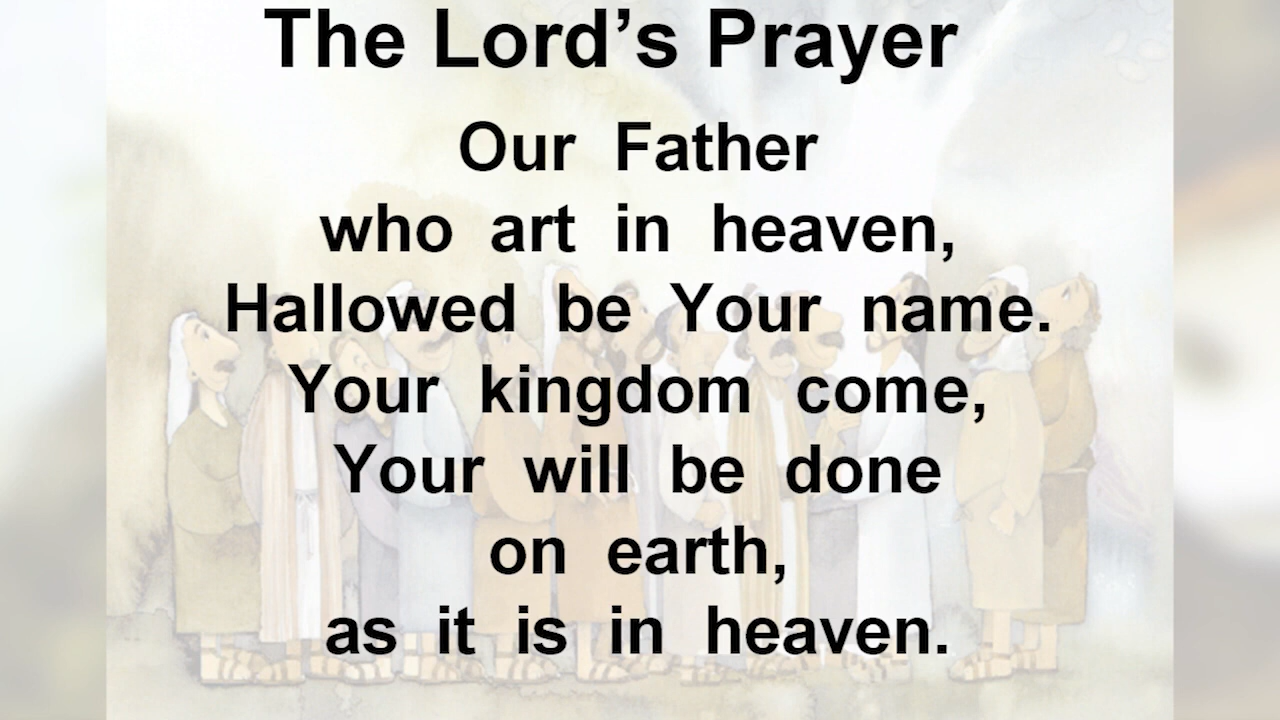 The Lord’s Prayer
Our Father
who art in heaven,
Hallowed be Your name.
Your kingdom come,
Your will be done
on earth,
as it is in heaven.